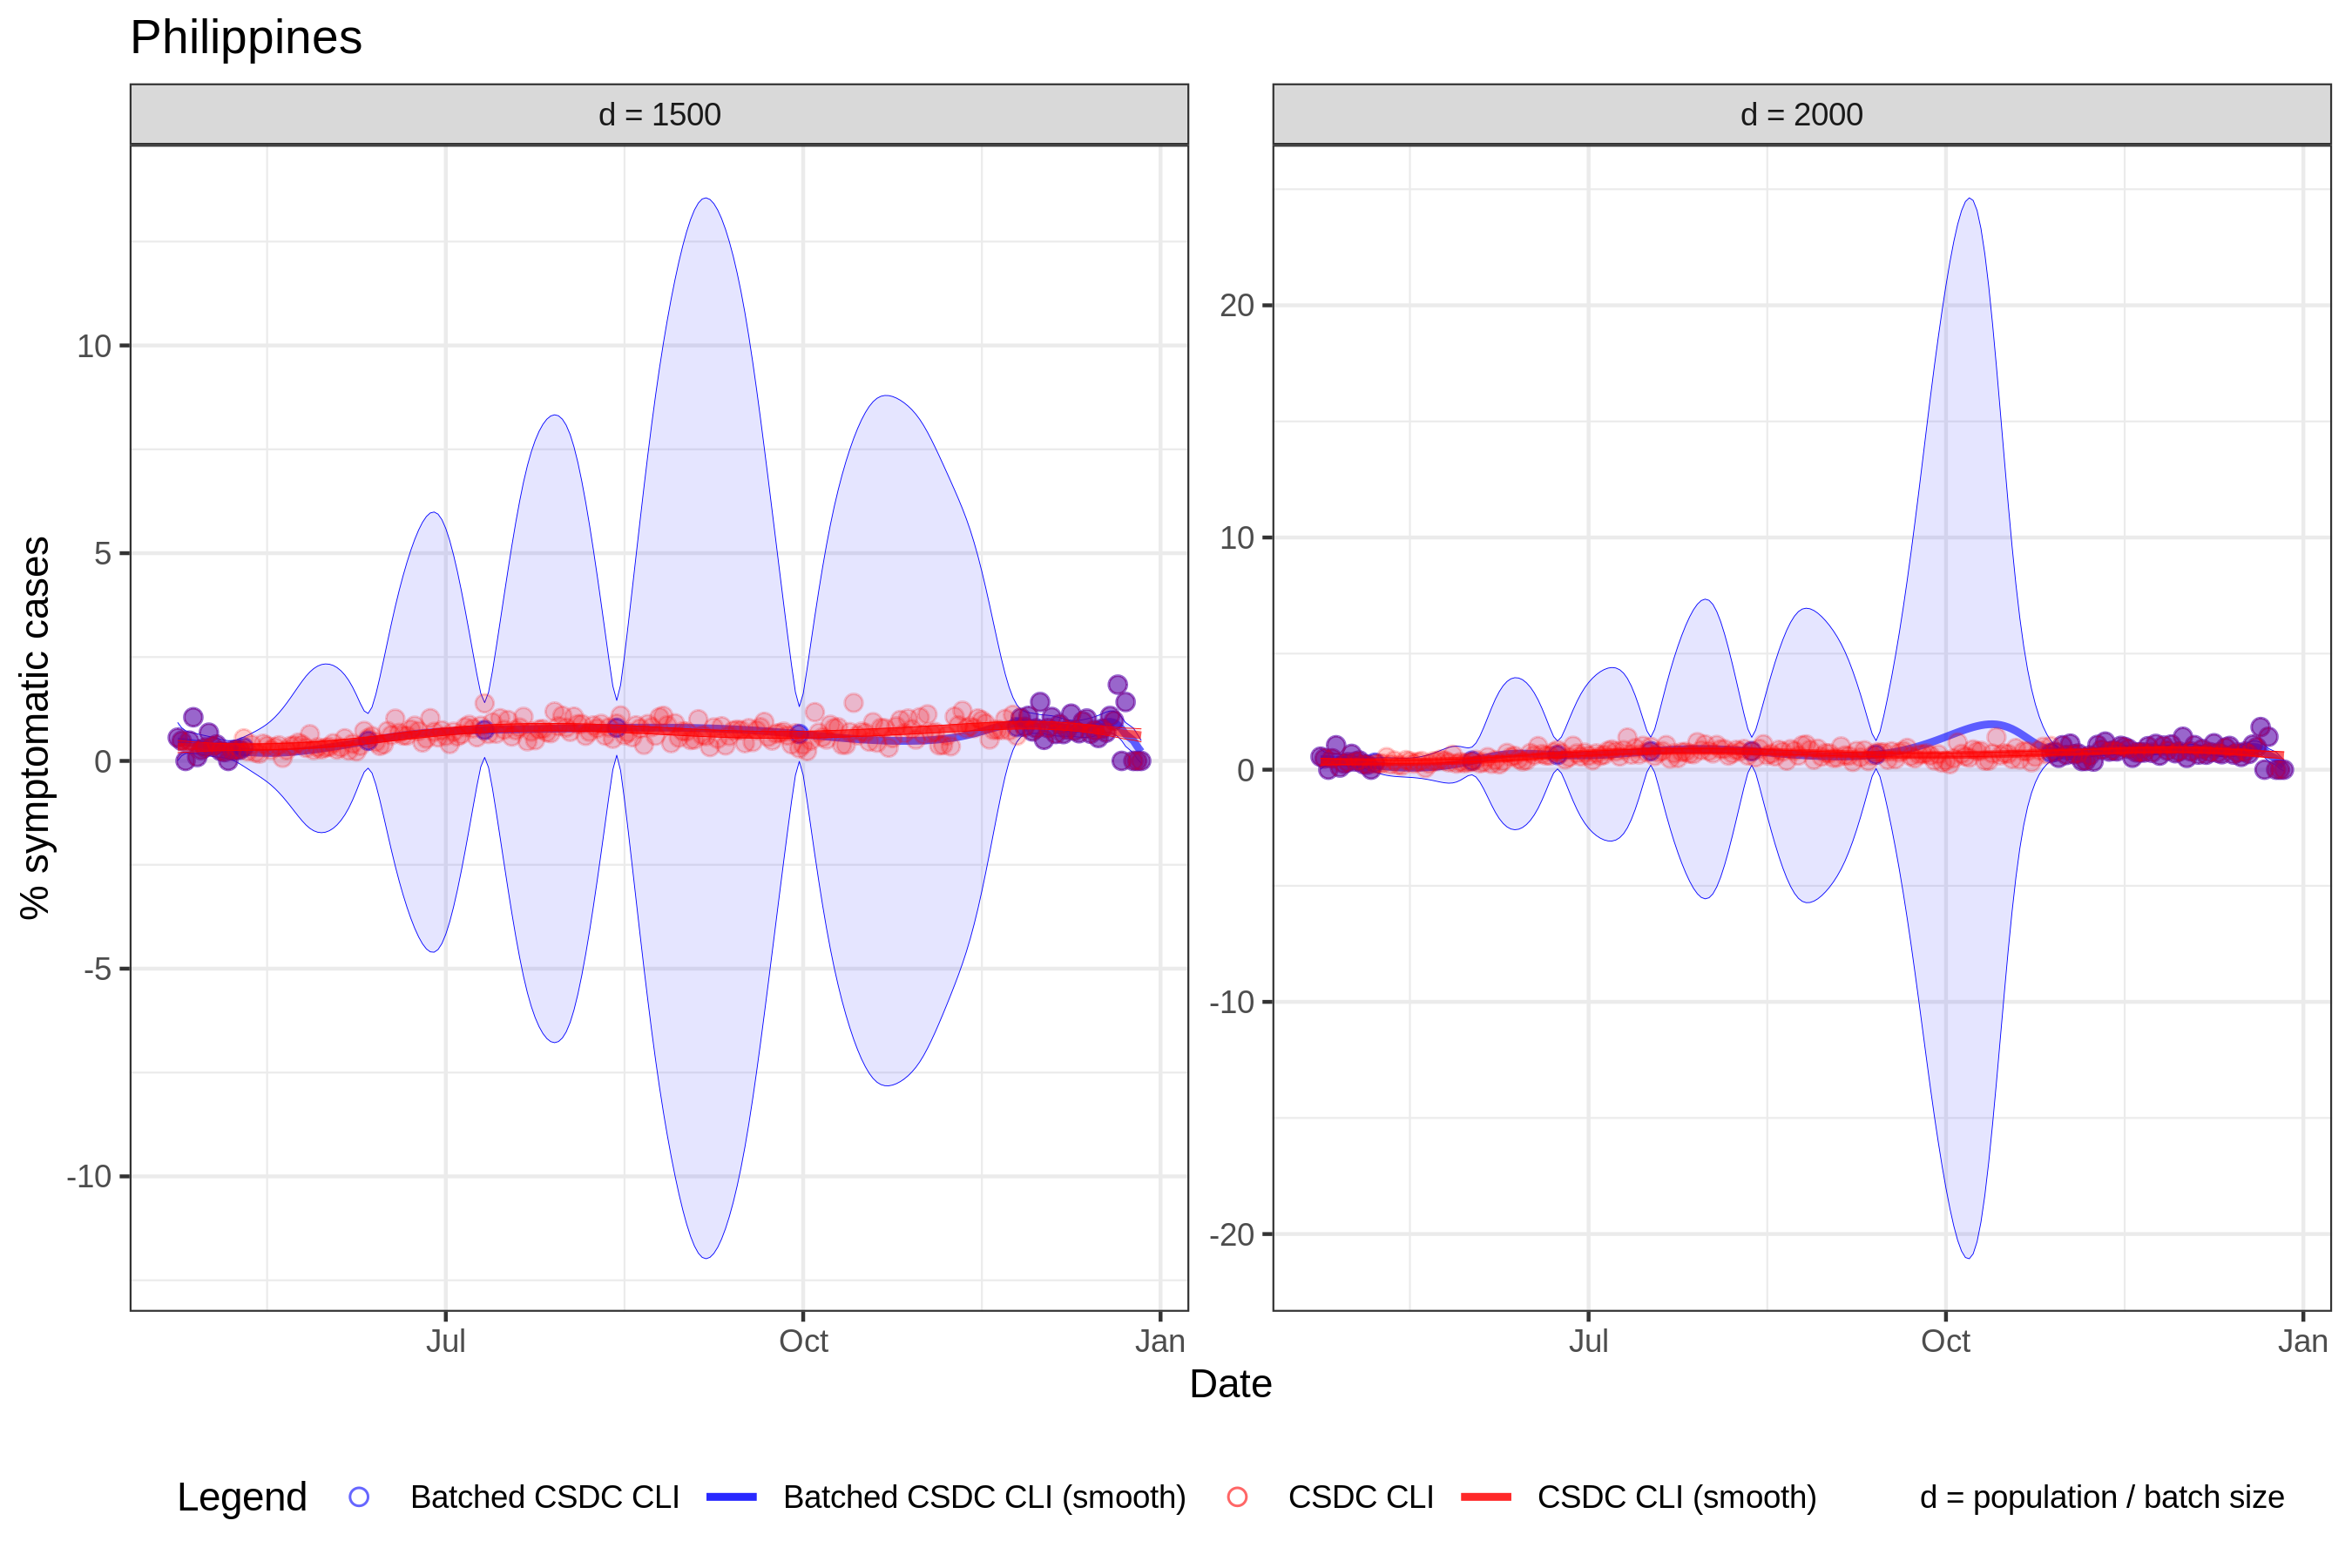 Philippines
d = 1500
d = 2000
% symptomatic cases
10
5
0
-5
-10
20
10
0
-10
-20
Jul
Oct
Jan
Jul
Oct
Jan
Date
Legend
Batched CSDC CLI
Batched CSDC CLI (smooth)
CSDC CLI
CSDC CLI (smooth)
d = population / batch size